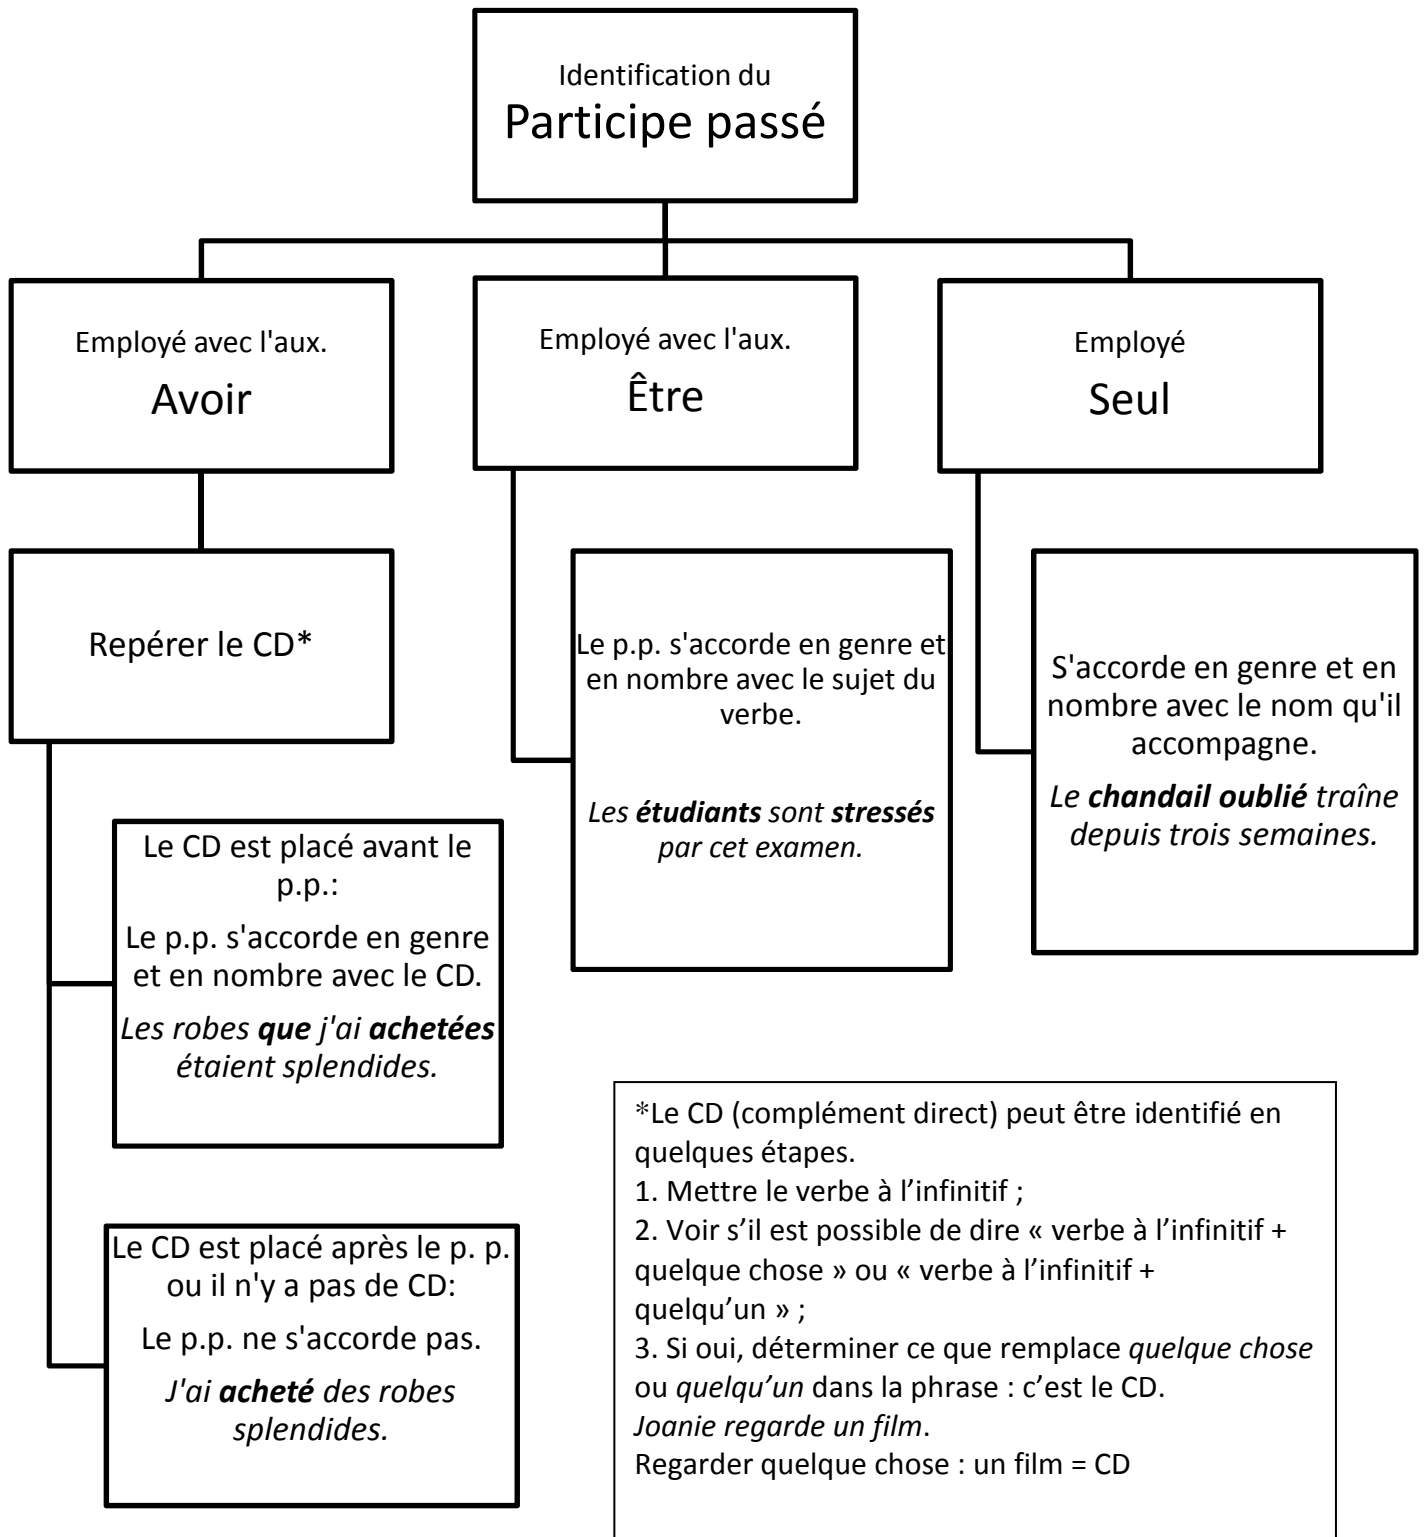 Identification du
Participe passé
Employé avec l'aux.
Avoir
Employé avec l'aux.
Être
Employé
Seul
Repérer le CD*
Le p.p. s'accorde en genre et
en nombre avec le sujet du
verbe.
Les étudiants sont stressés
par cet examen.
S'accorde en genre et en
nombre avec le nom qu'il
accompagne.
Le chandail oublié traîne
depuis trois semaines.
Le CD est placé avant le
p.p.:
Le p.p. s'accorde en genre
et en nombre avec le CD.
Les robes que j'ai achetées
étaient splendides.
Le CD est placé après le p. p.
ou il n'y a pas de CD:
Le p.p. ne s'accorde pas.
J'ai acheté des robes
splendides.
*Le CD (complément direct) peut être identifié en
quelques étapes.
1. Mettre le verbe à l’infinitif ;
2. Voir s’il est possible de dire « verbe à l’infinitif +
quelque chose » ou « verbe à l’infinitif +
quelqu’un » ;
3. Si oui, déterminer ce que remplace quelque chose
ou quelqu’un dans la phrase : c’est le CD.
Joanie regarde un film.
Regarder quelque chose : un film = CD